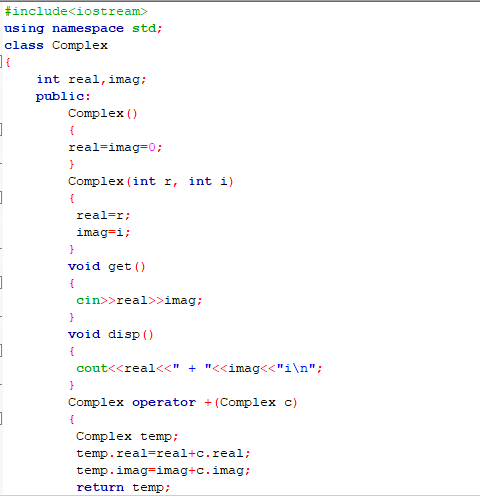 #include<iostream>
using namespace std;
class Complex
{
int real,imag;
public:
Complex()
{
real=imag=0;
}
Complex(int r, int i)
{
real=r;
imag=i;
}
void get()
{
cin>>real>>imag;
}
void disp()
{
cout<<real<<" + "<<imag<<"i\n";
}
Complex operator +(Complex c)
{
Complex temp;
temp.real=real+c.real;
temp.imag=imag+c.imag;
return temp;